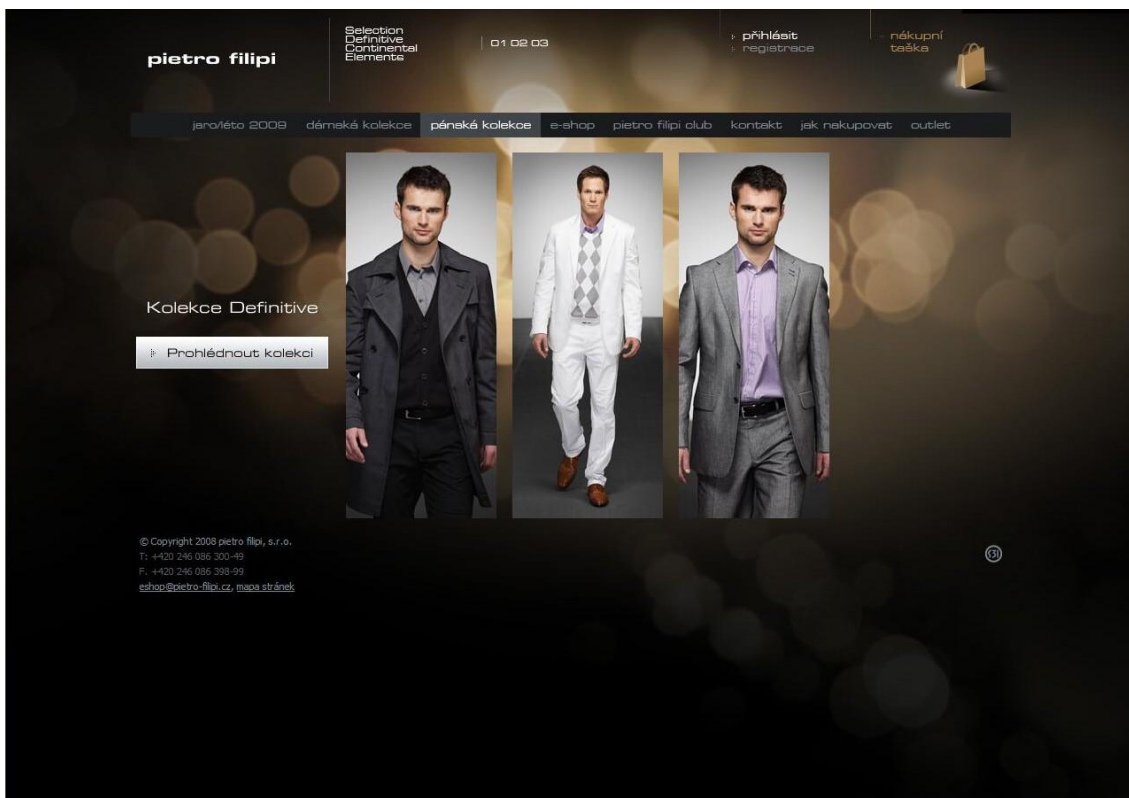 pietro filipi
Selection
Definitive
Continental
Elements
01 02 03
přihlásit
registrace
nákupní
taška
jaro/léto 2009 dámská kolekce pánská kolekce e-shop pietro filipi club kontakt jak nakupovat outlet
Kolekce Definitive
Prohlédnout kolekci
© Copyright 2008 pietro filipi, s.r.o.
T: +420 246 086 300-49
F. +420 246 086 398-99
eshop@pietro-filipi.cz, mapa stránek